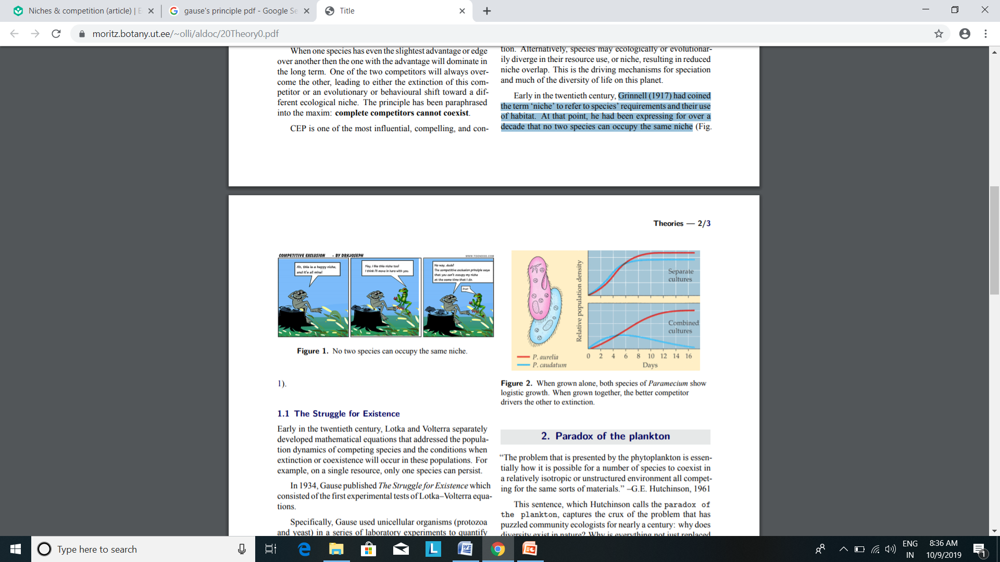 Niches & competition (article) | E
gause's principle pdf - Google Se
Title
moritz.botany.ut.ee/~olli/aldoc/20Theory0.pdf
When one species has even the slightest advantage or edge
over another then the one with the advantage will dominate in
the long term. One of the two competitors will always over-
come the other, leading to either the extinction of this com-
petitor or an evolutionary or behavioural shift toward a dif-
ferent ecological niche. The principle has been paraphrased
into the maxim: complete competitors cannot coexist.
CEP is one of the most influential, compelling, and con-
tion. Alternatively, species may ecologically or evolutionar-
ily diverge in their resource use, or niche, resulting in reduced
niche overlap. This is the driving mechanisms for speciation
and much of the diversity of life on this planet.
Early in the twentieth century, Grinnell (1917) had coined
the term ‘niche’ to refer to species’ requirements and their use
of habitat. At that point, he had been expressing for over a
decade that no two species can occupy the same niche (Fig.
Theories — 2/3
COMPETITIVE EXCLUSION - BY DRKJOSEPH
WWW.TOONDOO.COM
Ah, this is a happy niche,
and it's all mine!
Hey, I like this niche too!
I think I'll move in here with you.
No way, dude!
The competitive exclusion principle says
that you can't occupy my niche
at the same time that I do.
Drat!
Figure 1. No two species can occupy the same niche.
1).
1.1 The Struggle for Existence
Early in the twentieth century, Lotka and Volterra separately
developed mathematical equations that addressed the popula-
tion dynamics of competing species and the conditions when
extinction or coexistence will occur in these populations. For
example, on a single resource, only one species can persist.
In 1934, Gause published The Struggle for Existence which
consisted of the first experimental tests of Lotka–Volterra equa-
tions.
Specifically, Gause used unicellular organisms (protozoa
and yeast) in a series of laboratory experiments to quantify
Relative population density
Separate
cultures
Combined
cultures
0 2 4 6 8 10 12 14 16
Days
P. aurelia
P. caudatum
Figure 2. When grown alone, both species of Paramecium show
logistic growth. When grown together, the better competitor
drivers the other to extinction.
2. Paradox of the plankton
“The problem that is presented by the phytoplankton is essen-
tially how it is possible for a number of species to coexist in
a relatively isotropic or unstructured environment all compet-
ing for the same sorts of materials.” –G.E. Hutchinson, 1961
This sentence, which Hutchinson calls the paradox of
the plankton, captures the crux of the problem that has
puzzled community ecologists for nearly a century: why does
diversity exist in nature? Why is everything not just replaced
Type here to search
ENG
IN
8:36 AM
10/9/2019
1